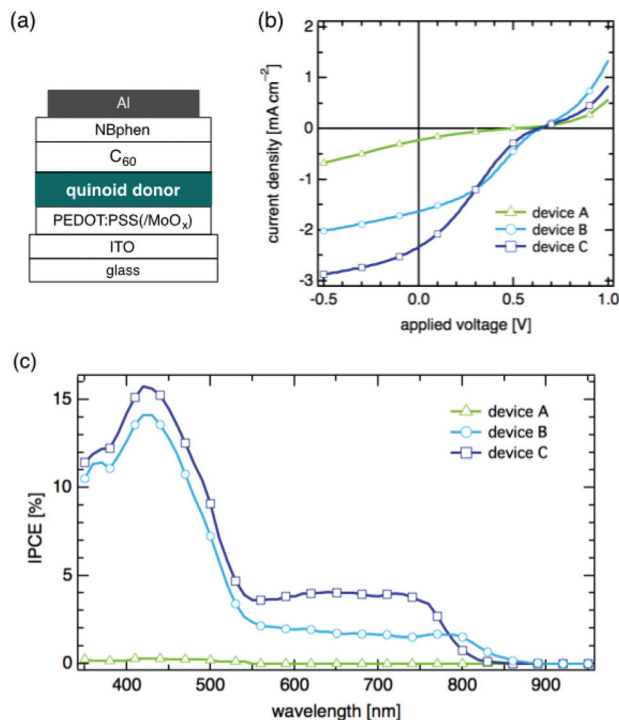 (a)
Al
NBphen
C60
quinoid donor
PEDOT:PSS(/MoOx)
ITO
glass
(b)
2
1
0
-1
-2
-3
current density [mA cm−2]
device A
device B
device C
-0.5
0.0
0.5
1.0
applied voltage [V]
(c)
15
10
5
0
IPCE [%]
device A
device B
device C
400
500
600
700
800
900
wavelength [nm]